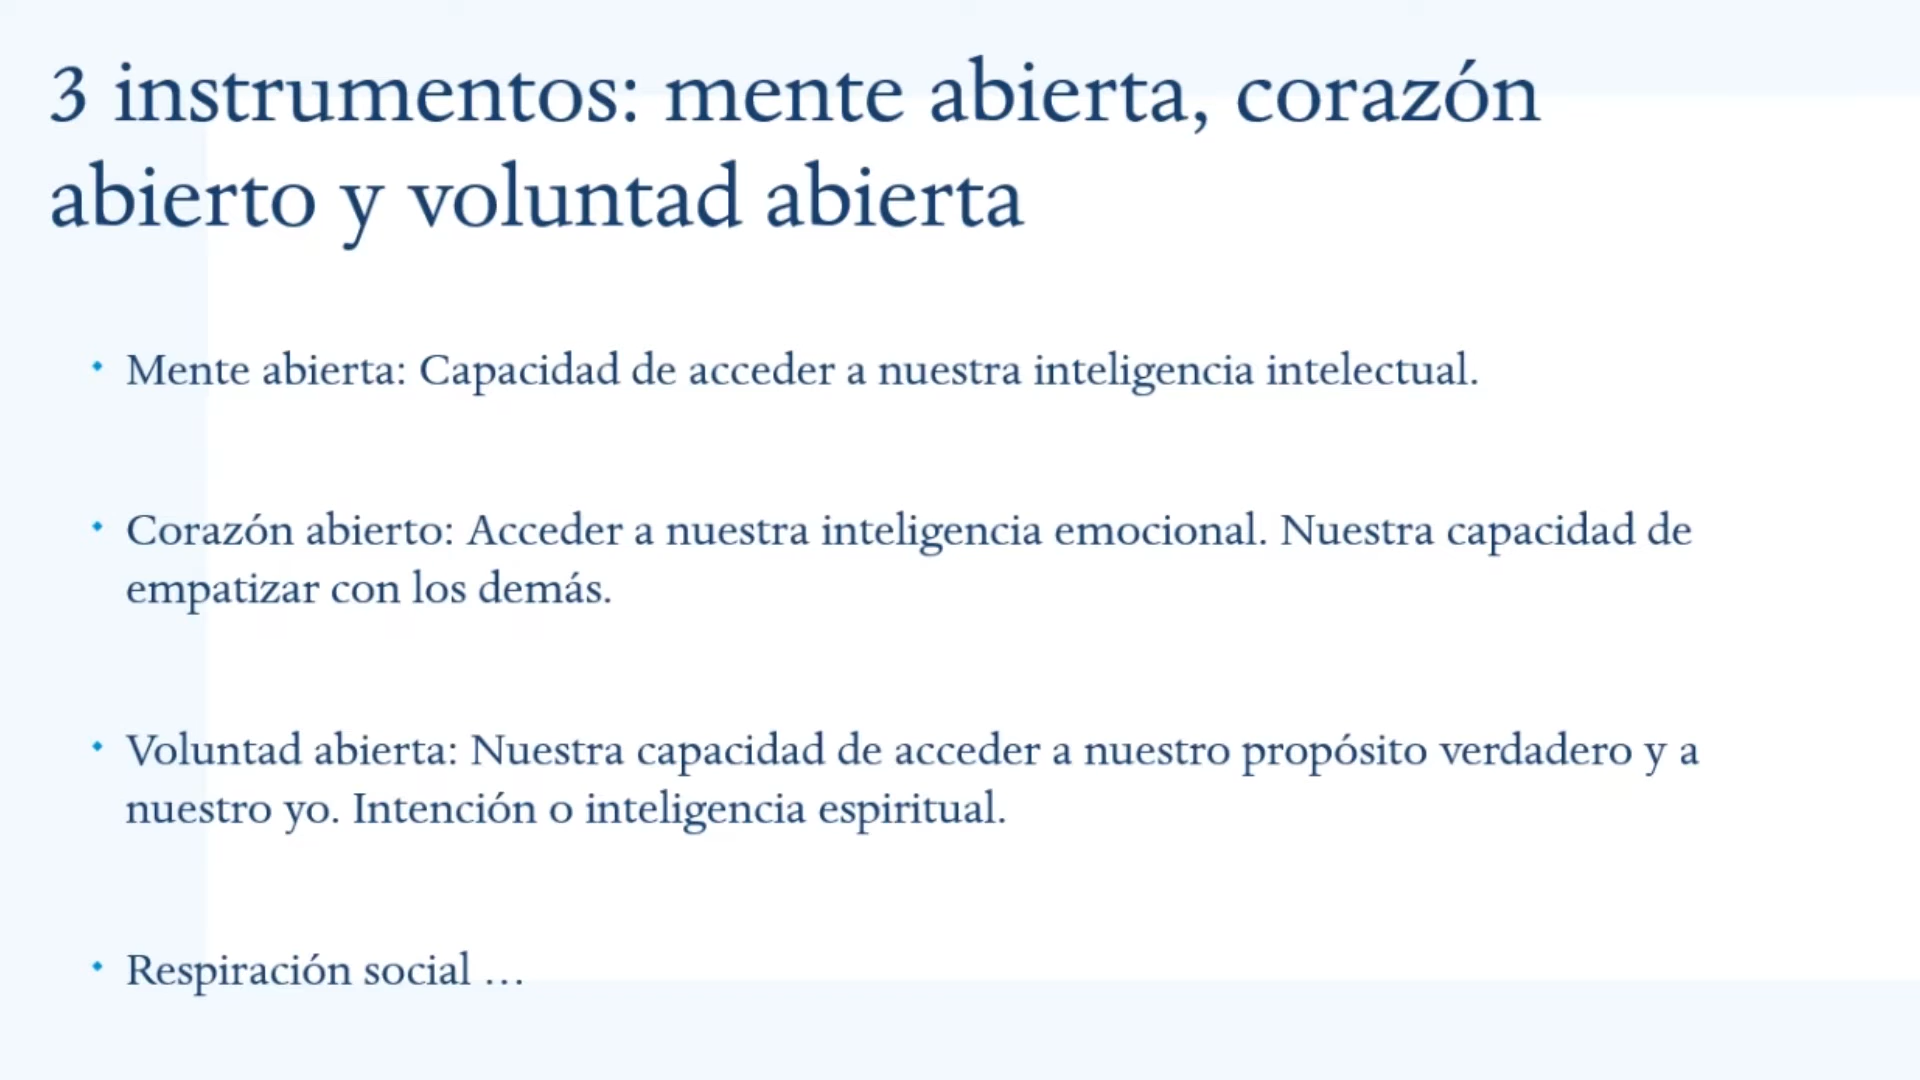 3 instrumentos: mente abierta, corazón
abierto y voluntad abierta
• Mente abierta: Capacidad de acceder a nuestra inteligencia intelectual.
• Corazón abierto: Acceder a nuestra inteligencia emocional. Nuestra capacidad de
empatizar con los demás.
• Voluntad abierta: Nuestra capacidad de acceder a nuestro propósito verdadero y a
nuestro yo. Intención o inteligencia espiritual.
• Respiración social …